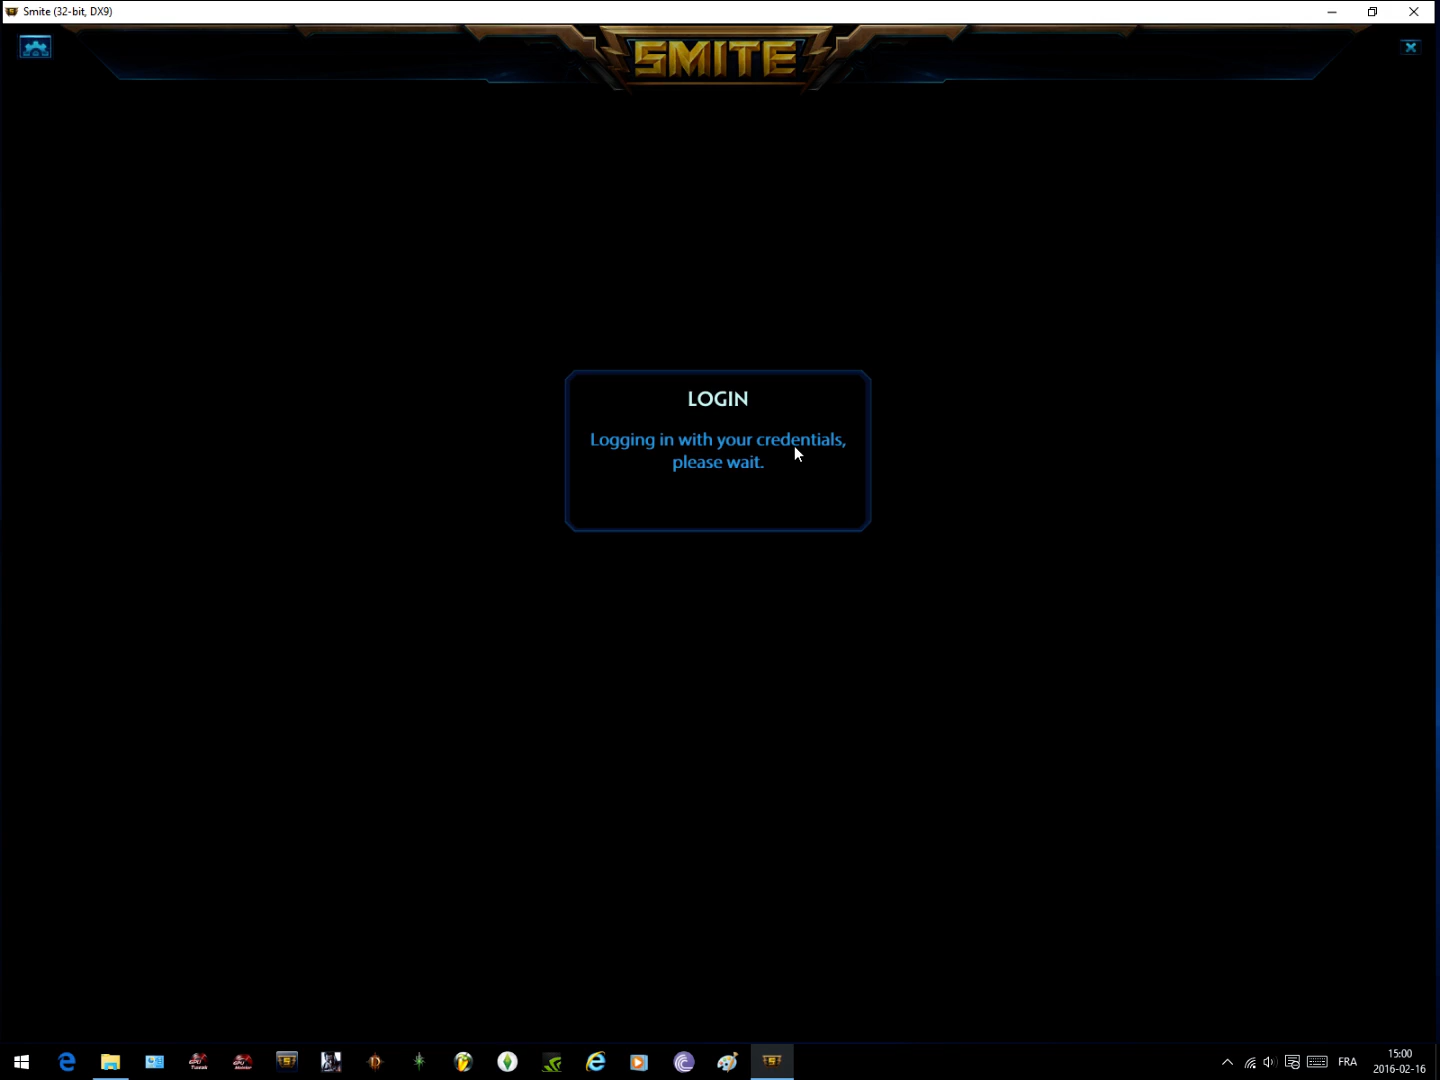 Smite (32-bit, DX9)
SMITE
LOGIN
Logging in with your credentials,
please wait.
FRA
15:00
2016-02-16